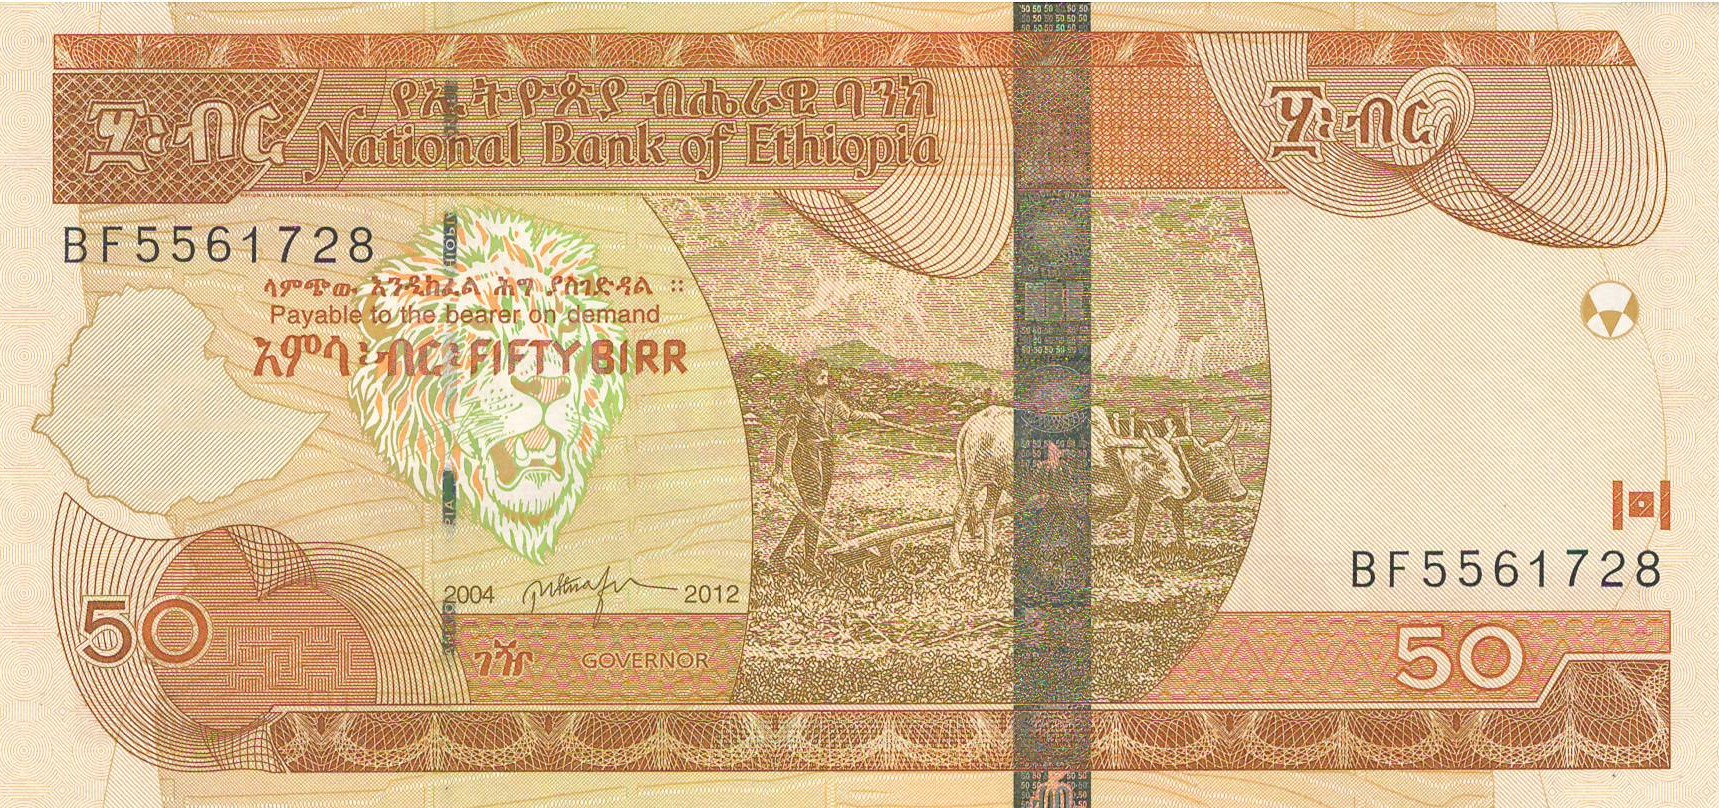 የኢትዮጵያ ብሔራዊ ባንክ
፶፡ብር National Bank of Ethiopia ፶፡ብር
BF5561728
ላምጭው እንዲከፈል ሕግ ያስገድዳል ።
Payable to the bearer on demand
አምሳ፡ብር፡FIFTY BIRR
BF5561728
2004 2012
50 ገዥ GOVERNOR 50